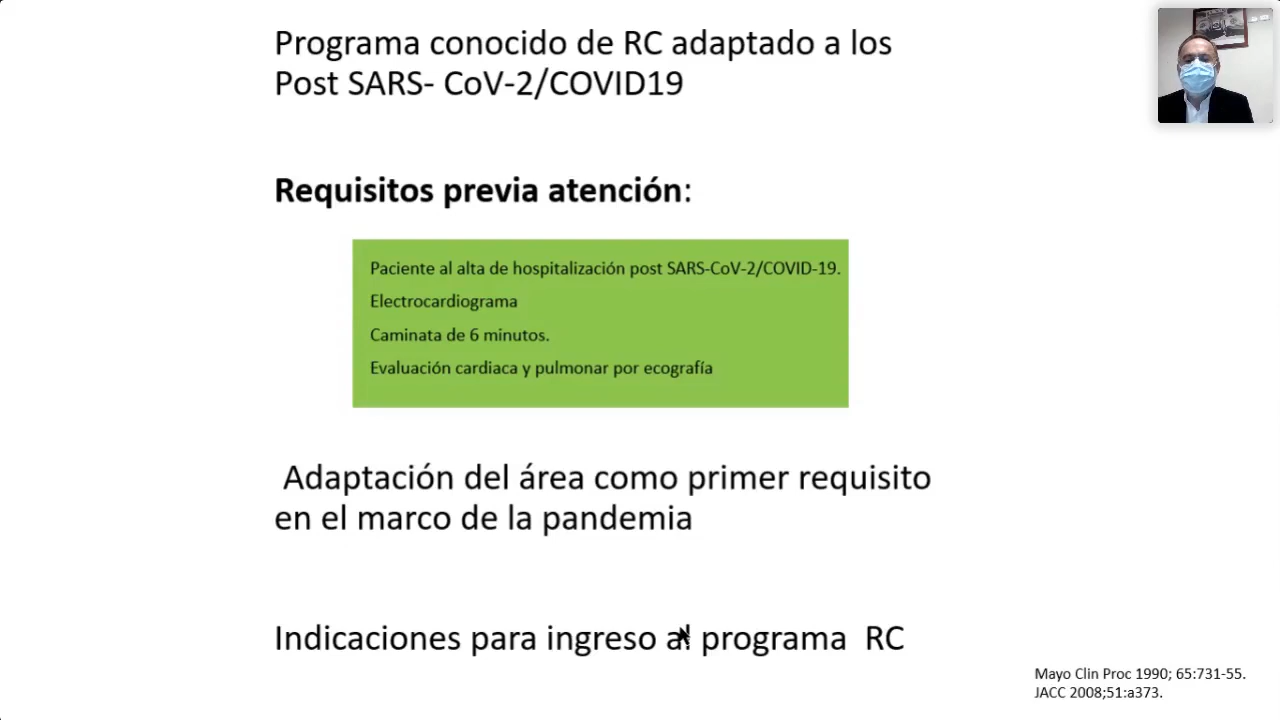 Programa conocido de RC adaptado a los
Post SARS- CoV-2/COVID19
Requisitos previa atención:
Paciente al alta de hospitalización post SARS-CoV-2/COVID-19.
Electrocardiograma
Caminata de 6 minutos.
Evaluación cardiaca y pulmonar por ecografía
Adaptación del área como primer requisito
en el marco de la pandemia
Indicaciones para ingreso al programa RC
Mayo Clin Proc 1990; 65:731-55.
JACC 2008;51:a373.